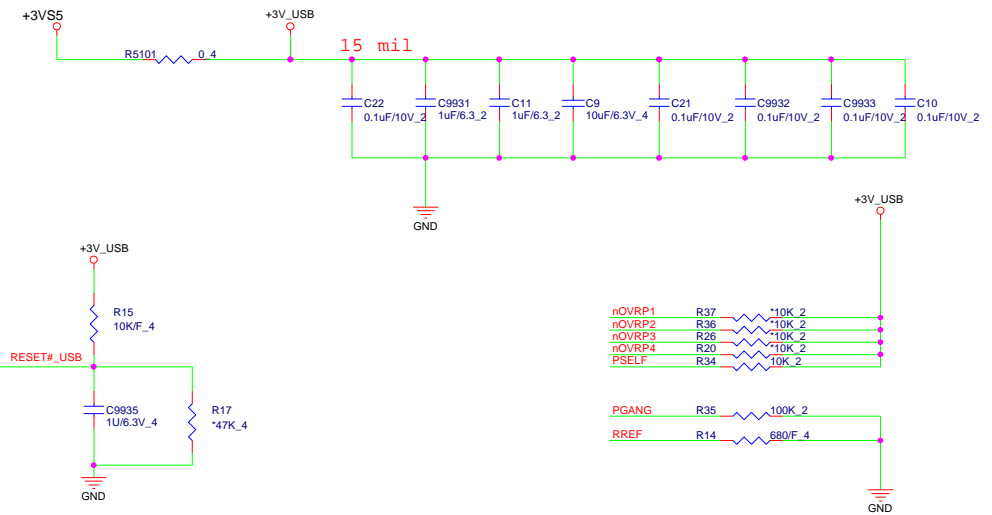 +3VS5
+3V_USB
R5101 0_4
15 mil
C22
0.1uF/10V_2
C9931
1uF/6.3_2
C11
1uF/6.3_2
C9
10uF/6.3V_4
C21
0.1uF/10V_2
C9932
0.1uF/10V_2
C9933
0.1uF/10V_2
C10
0.1uF/10V_2
GND
+3V_USB
R15
10K/F_4
RESET#_USB
C9935
1U/6.3V_4
R17
*47K_4
GND
+3V_USB
nOVRP1 R37 *10K_2
nOVRP2 R36 *10K_2
nOVRP3 R26 *10K_2
nOVRP4 R20 *10K_2
PSELF R34 10K_2
PGANG R35 100K_2
RREF R14 680/F_4
GND